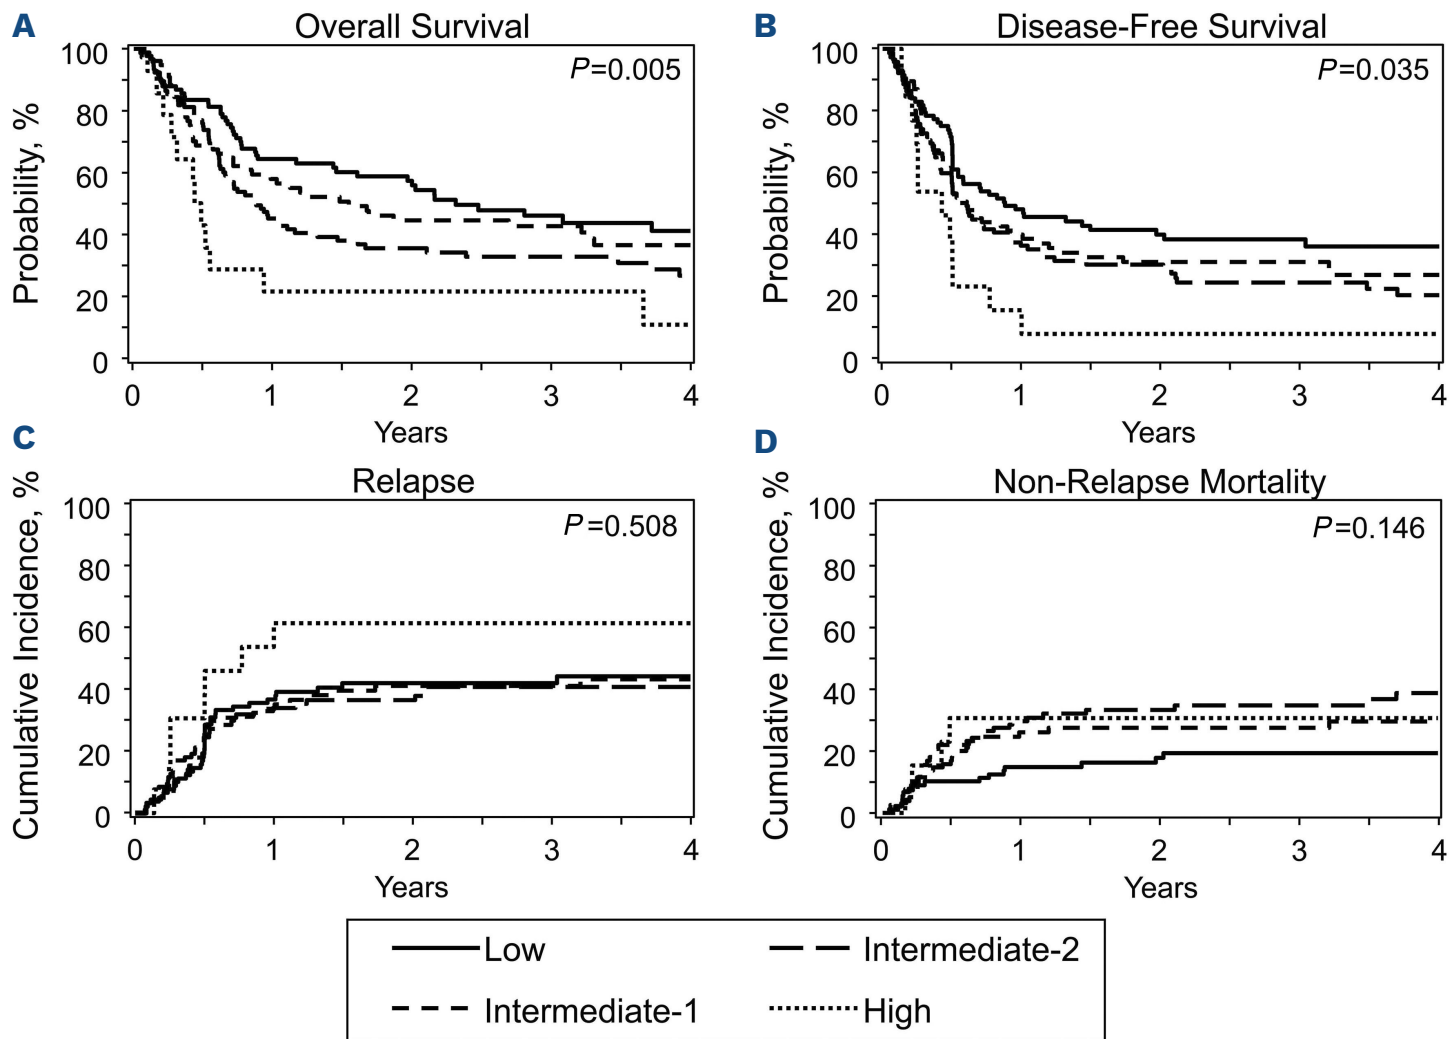 A
Overall Survival
P=0.005
Probability, %
100
80
60
40
20
0
0 1 2 3 4
Years
B
Disease-Free Survival
P=0.035
Probability, %
100
80
60
40
20
0
0 1 2 3 4
Years
C
Relapse
P=0.508
Cumulative Incidence, %
100
80
60
40
20
0
0 1 2 3 4
Years
D
Non-Relapse Mortality
P=0.146
Cumulative Incidence, %
100
80
60
40
20
0
0 1 2 3 4
Years
Low Intermediate-2
Intermediate-1 High